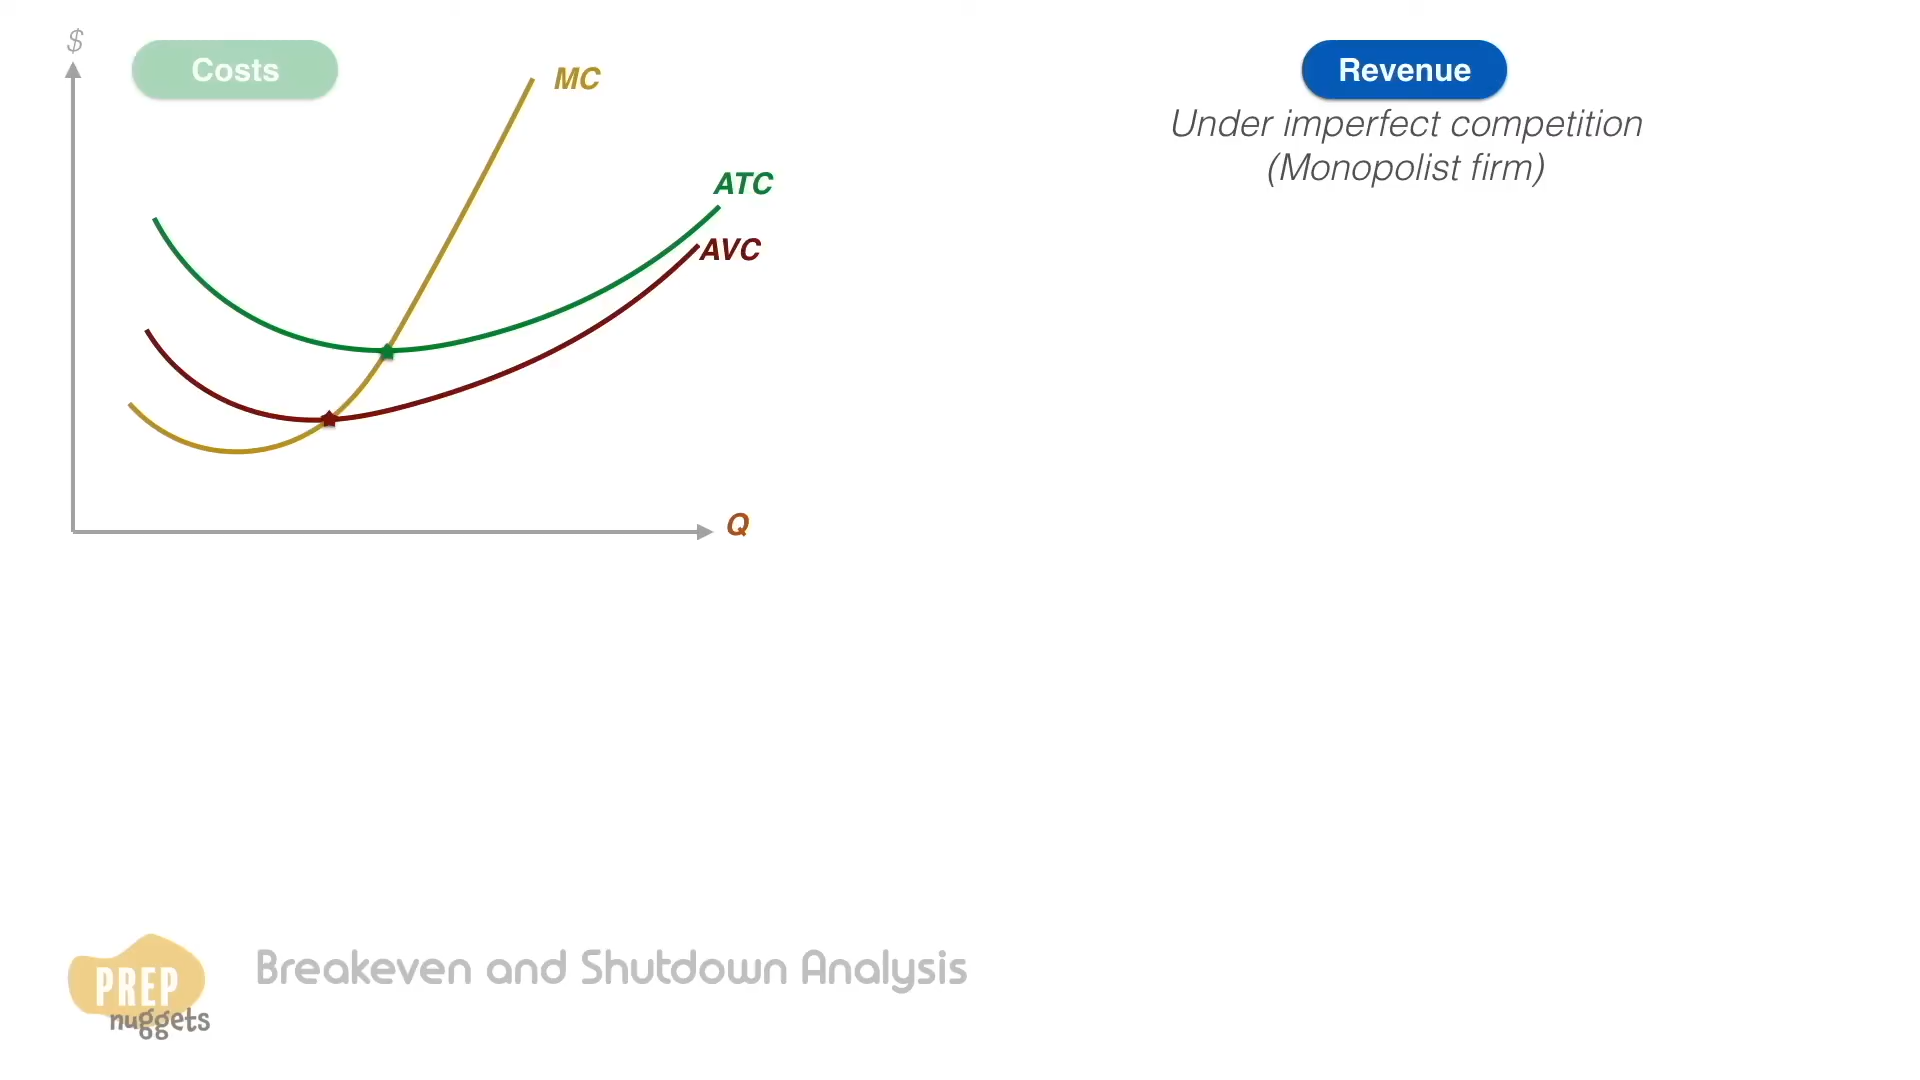 $
Costs
MC
ATC
AVC
Q
Revenue
Under imperfect competition
(Monopolist firm)
PREP
nuggets
Breakeven and Shutdown Analysis